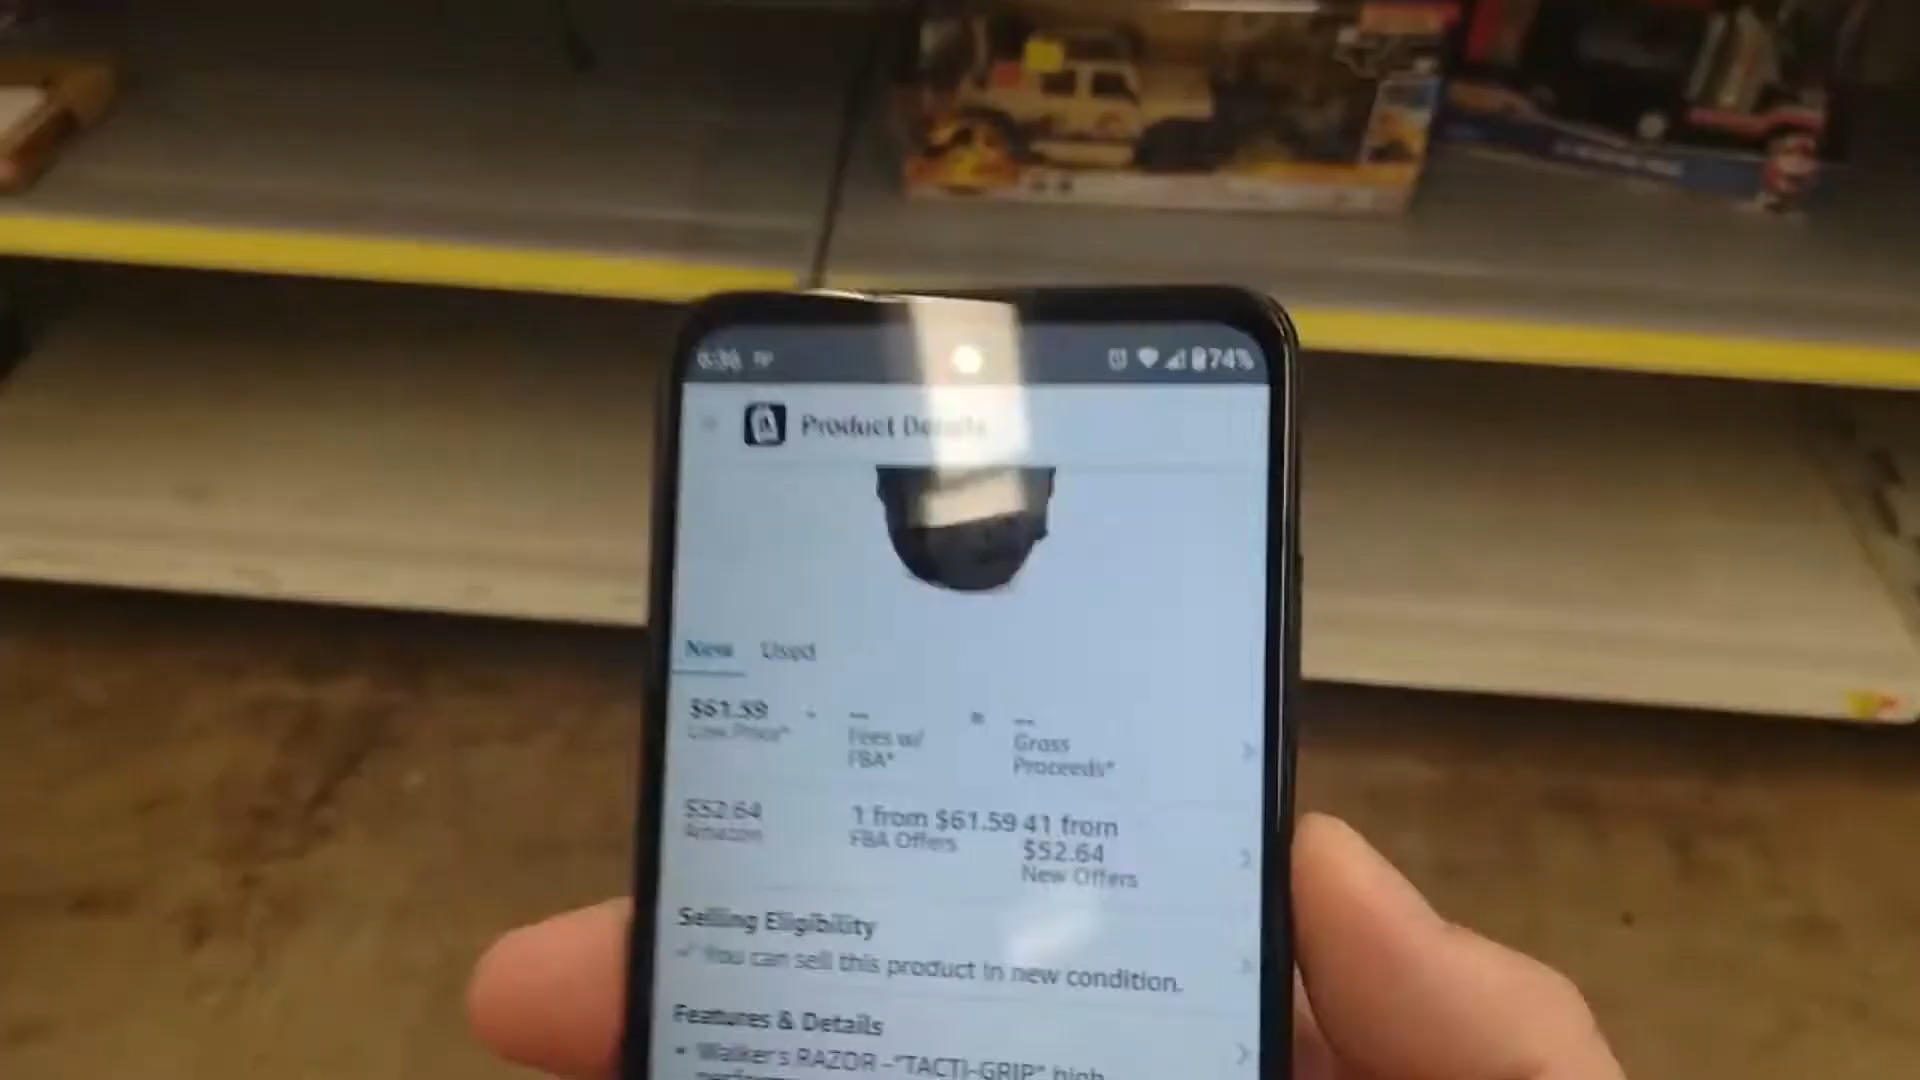 6:36 74%
Product Details
New Used
$61.59 - -- = --
Low Price* Fees w/ FBA* Gross Proceeds*
$52.64 1 from $61.59 41 from $52.64
Amazon FBA Offers New Offers
Selling Eligibility
You can sell this product in new condition.
Features & Details
• Walker's RAZOR –"TACTI-GRIP" high